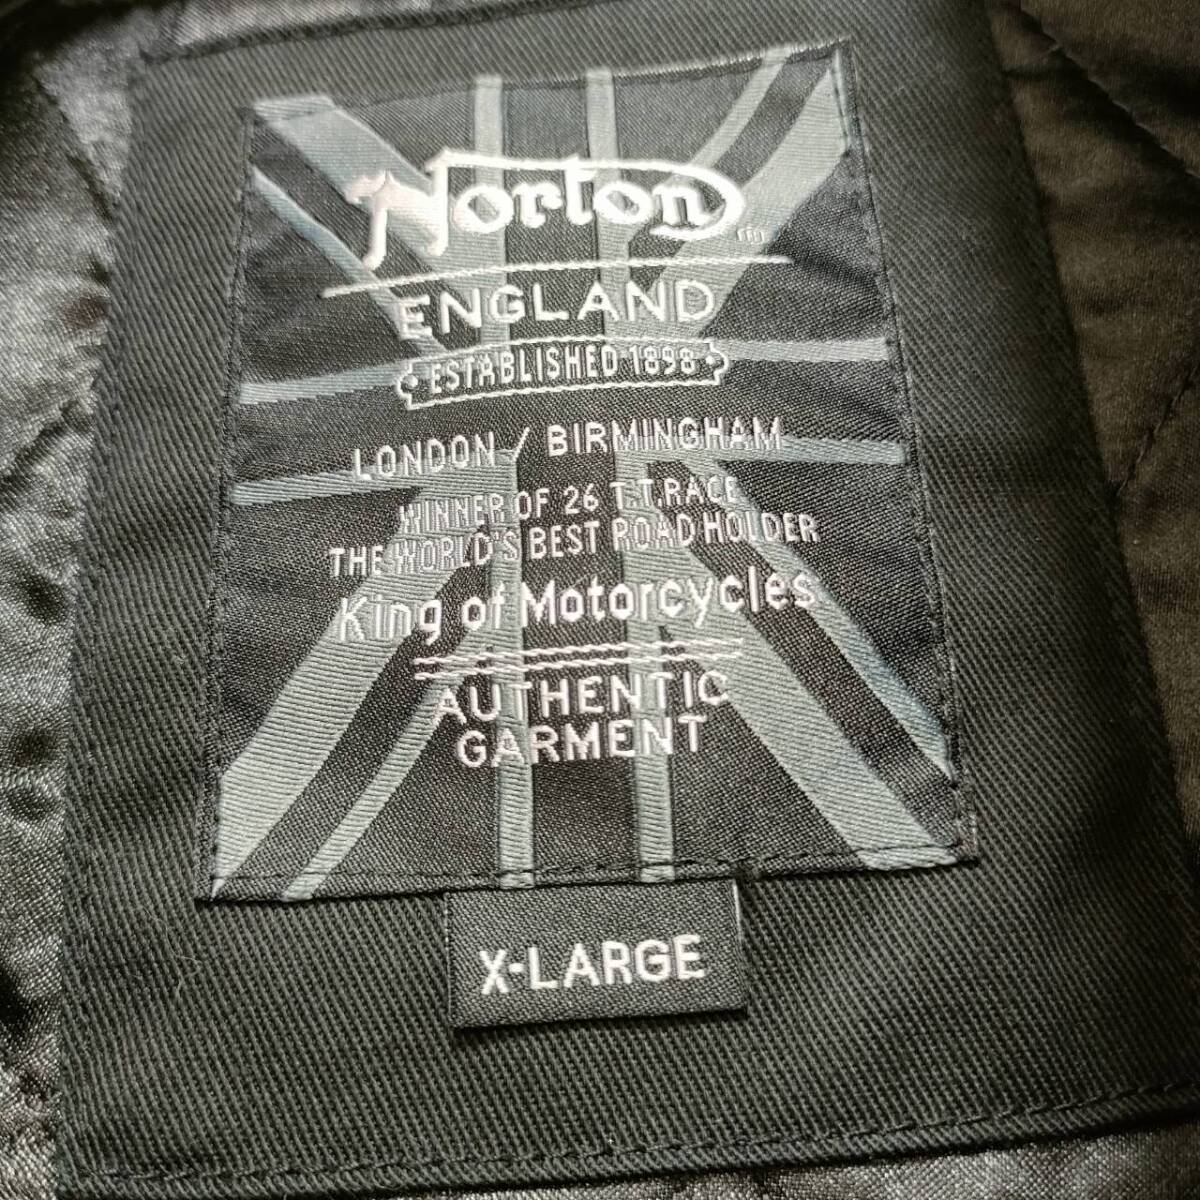 Norton
ENGLAND
ESTABLISHED 1898
LONDON / BIRMINGHAM
WINNER OF 26 T.T.RACE
THE WORLD'S BEST ROAD HOLDER
King of Motorcycles
AUTHENTIC
GARMENT
X-LARGE